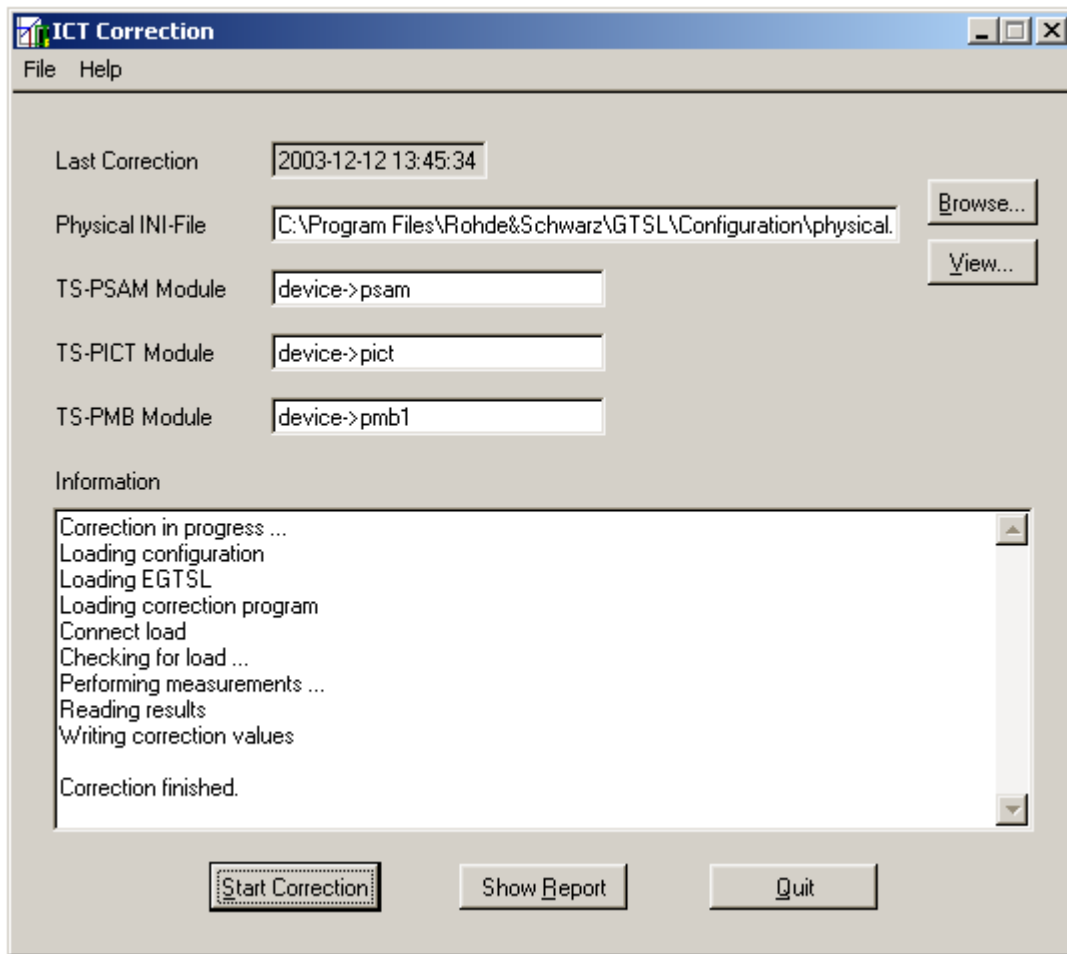 ICT Correction
File Help
Last Correction 2003-12-12 13:45:34
Browse...
Physical INI-File C:\Program Files\Rohde&Schwarz\GTSL\Configuration\physical.
View...
TS-PSAM Module device->psam
TS-PICT Module device->pict
TS-PMB Module device->pmb1
Information
Correction in progress ...
Loading configuration
Loading EGTSL
Loading correction program
Connect load
Checking for load ...
Performing measurements ...
Reading results
Writing correction values
Correction finished.
Start Correction Show Report Quit